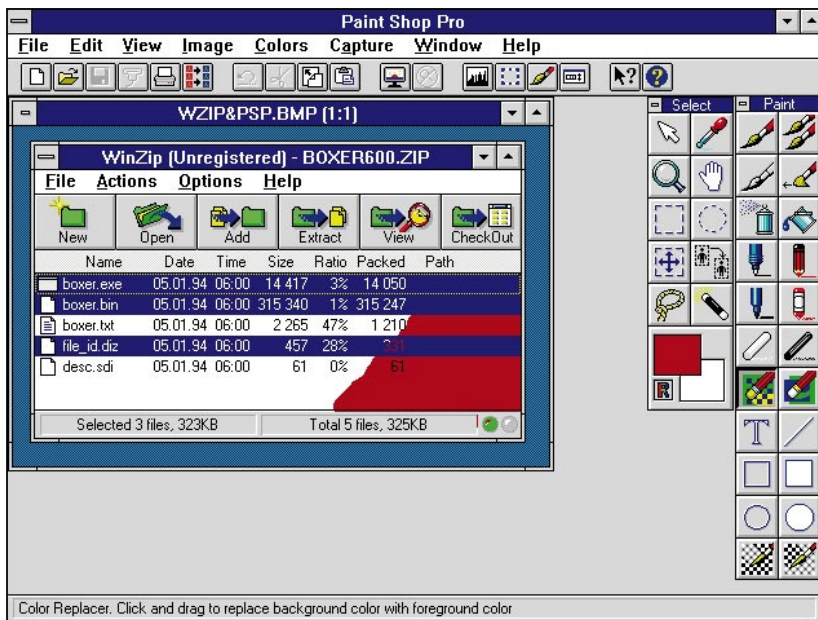 Paint Shop Pro
File Edit View Image Colors Capture Window Help
WZIP&PSP.BMP (1:1)
Select
Paint
WinZip (Unregistered) - BOXER600.ZIP
File Actions Options Help
New Open Add Extract View CheckOut
Name Date Time Size Ratio Packed Path
boxer.exe 05.01.94 06:00 14 417 3% 14 050
boxer.bin 05.01.94 06:00 315 340 1% 315 247
boxer.txt 05.01.94 06:00 2 265 47% 1 210
file_id.diz 05.01.94 06:00 457 28% 331
desc.sdi 05.01.94 06:00 61 0% 61
Selected 3 files, 323KB Total 5 files, 325KB
R
T
Color Replacer. Click and drag to replace background color with foreground color